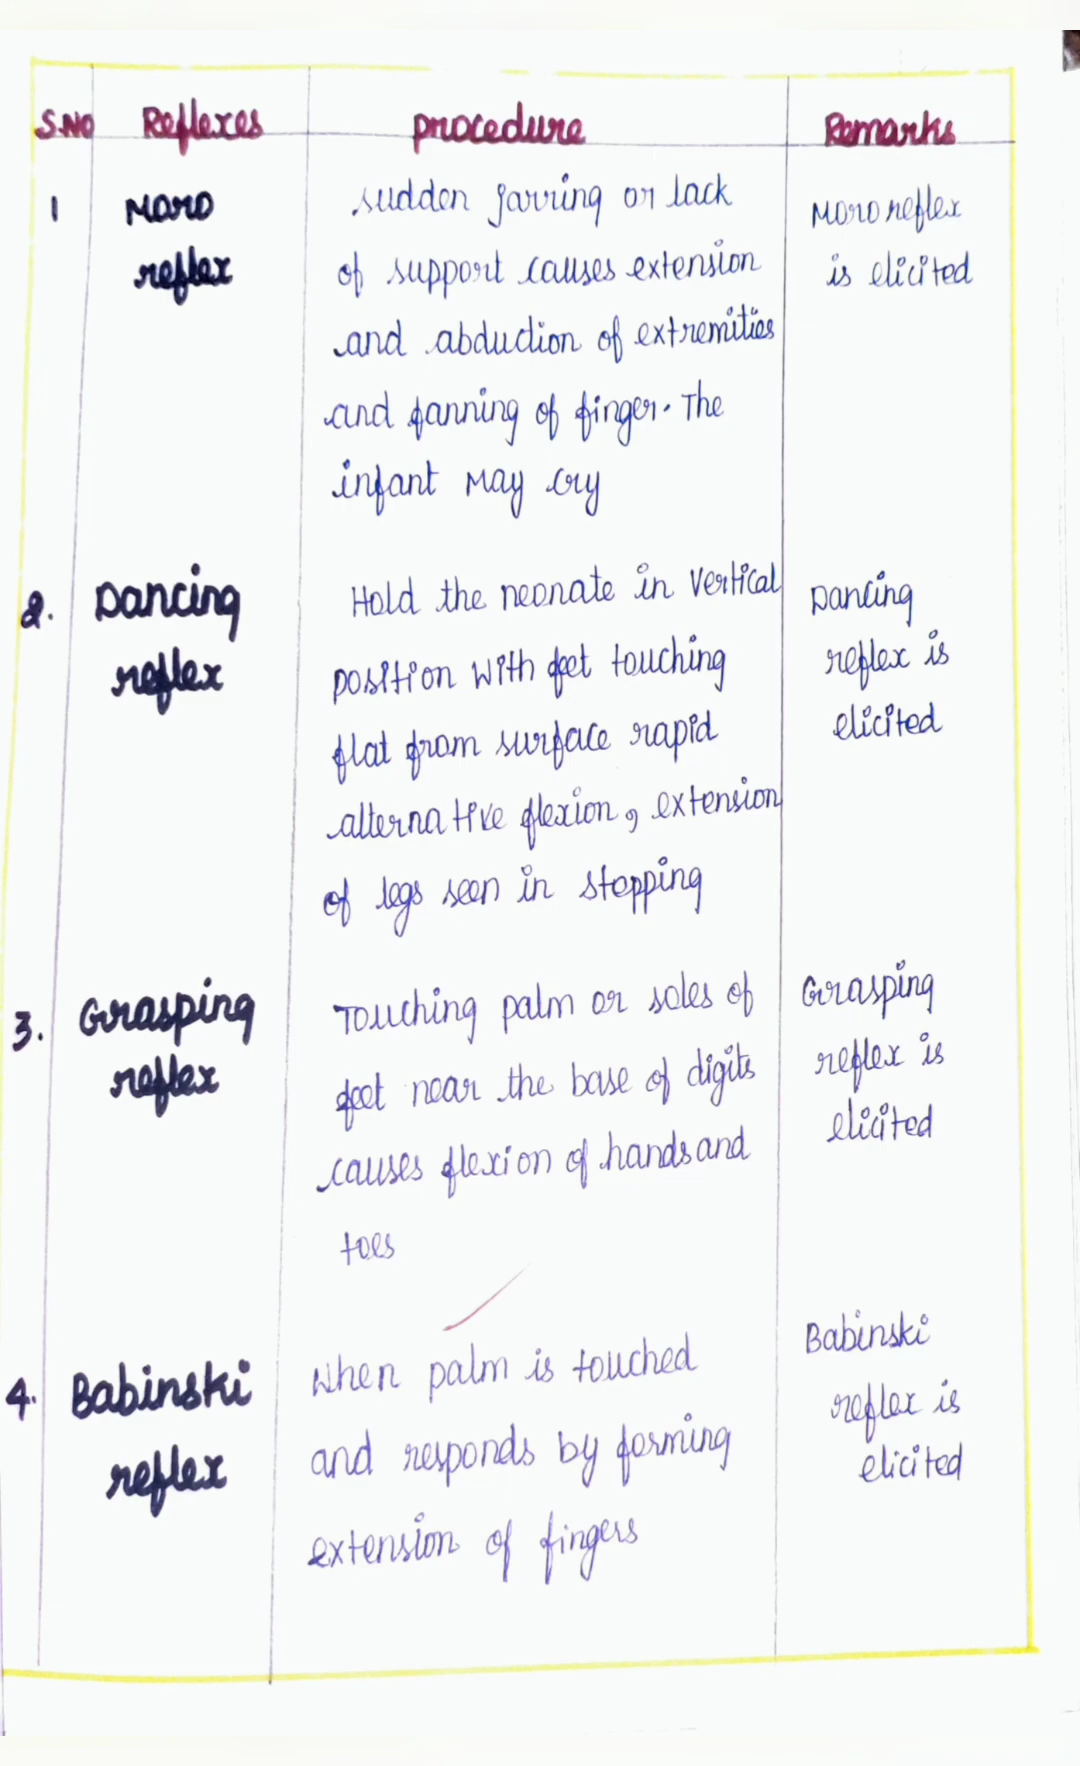 S.NO Reflexes procedure Remarks
1 Moro reflex
sudden jarring or lack
of support causes extension
and abduction of extremities
and fanning of finger. The
infant may cry
Moro reflex
is elicited
2. Dancing
reflex
Hold the neonate in vertical
position with feet touching
flat from surface rapid
alternative flexion, extension
of legs seen in stepping
Dancing
reflex is
elicited
3. Grasping
reflex
Touching palm or soles of
feet near the base of digits
causes flexion of hands and
toes
Grasping
reflex is
elicited
4. Babinski
reflex
When palm is touched
and responds by forming
extension of fingers
Babinski
reflex is
elicited